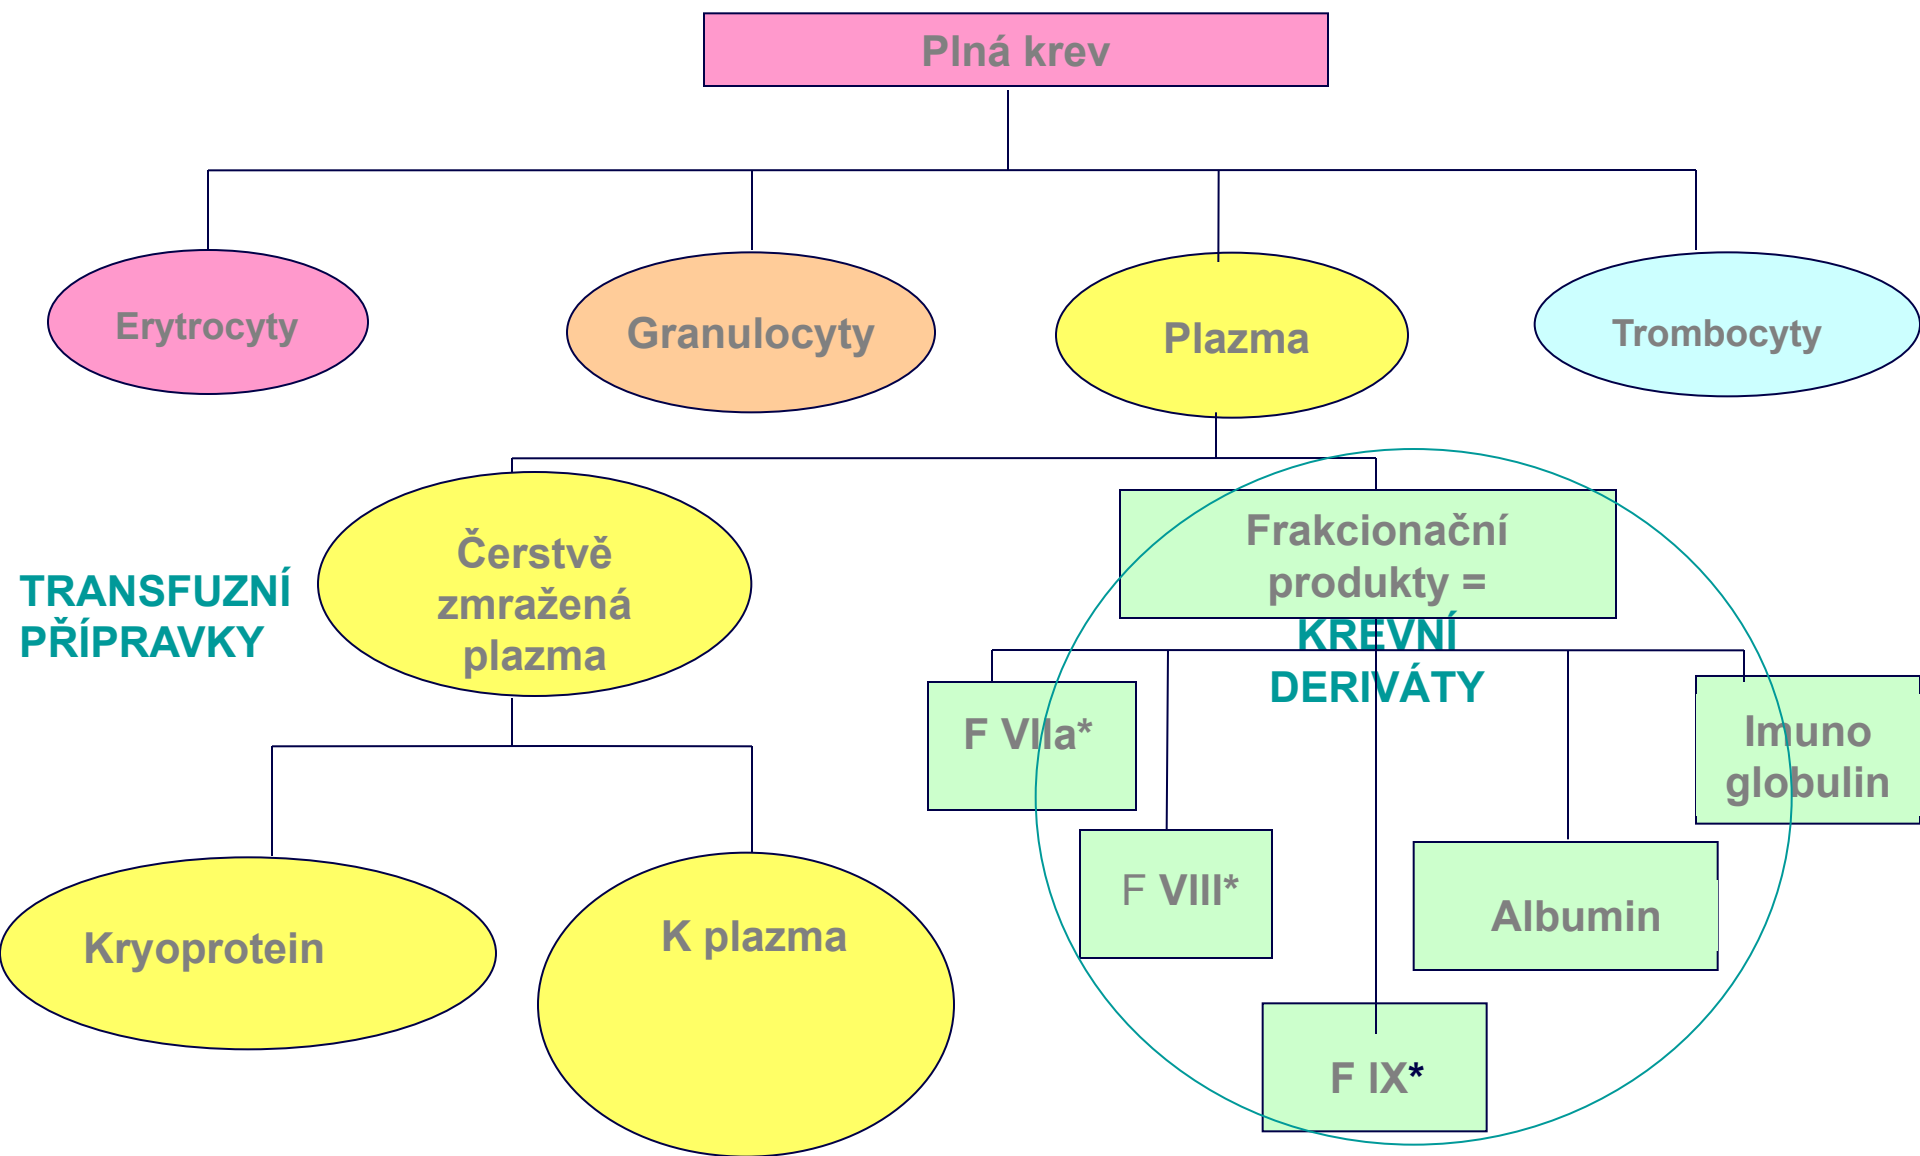 Plná krev
Erytrocyty
Granulocyty
Plazma
Trombocyty
TRANSFUZNÍ
PŘÍPRAVKY
Čerstvě
zmražená
plazma
Frakcionační
produkty =
KREVNÍ
DERIVÁTY
F VIIa*
Imuno
globulin
F VIII*
Albumin
Kryoprotein
K plazma
F IX*